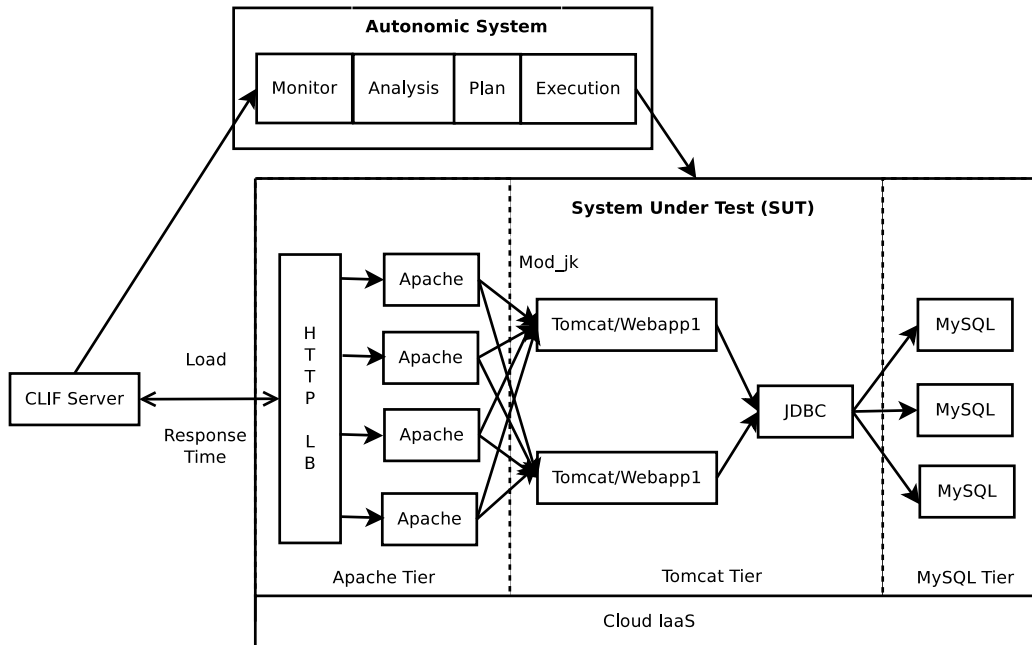 Autonomic System
Monitor
Analysis
Plan
Execution
System Under Test (SUT)
Mod_jk
H
T
T
P
L
B
Apache
Apache
Apache
Apache
Tomcat/Webapp1
Tomcat/Webapp1
JDBC
MySQL
MySQL
MySQL
CLIF Server
Load
Response
Time
Apache Tier
Tomcat Tier
MySQL Tier
Cloud IaaS